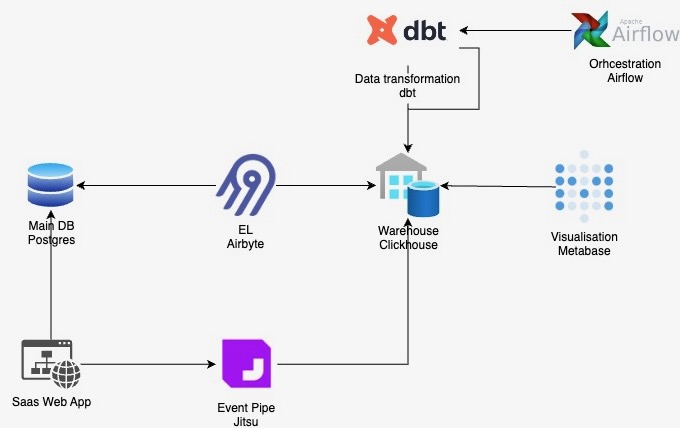 dbt
Apache
Airflow
Data transformation
dbt
Orhcestration
Airflow
Main DB
Postgres
EL
Airbyte
Warehouse
Clickhouse
Visualisation
Metabase
Saas Web App
Event Pipe
Jitsu